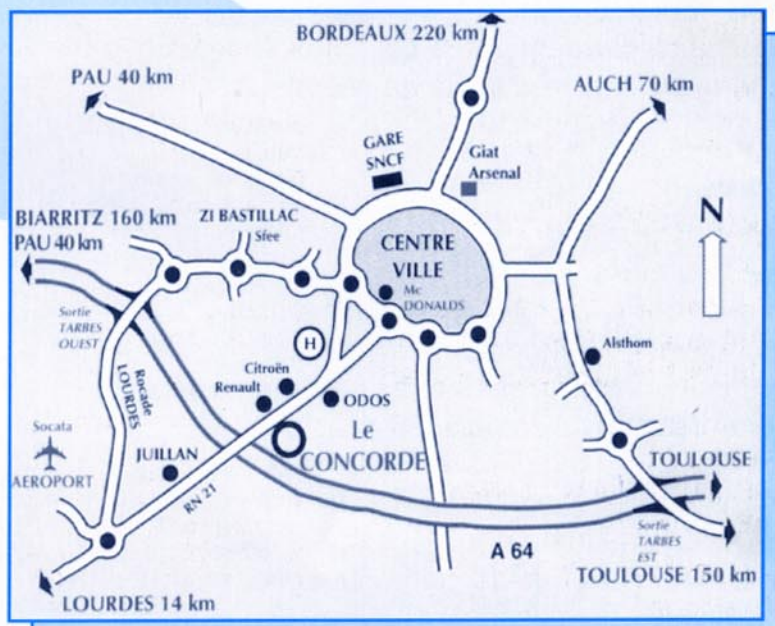 BORDEAUX 220 km
PAU 40 km
AUCH 70 km
GARE
SNCF
Giat
Arsenal
N
BIARRITZ 160 km
PAU 40 km
ZI BASTILLAC
Sfee
CENTRE
VILLE
Mc
DONALDS
Sortie
TARBES
OUEST
H
Alsthom
Rocade
LOURDES
Citroën
Renault
ODOS
Le
CONCORDE
Socata
AEROPORT
JUILLAN
RN 21
TOULOUSE
A 64
Sortie
TARBES
EST
TOULOUSE 150 km
LOURDES 14 km